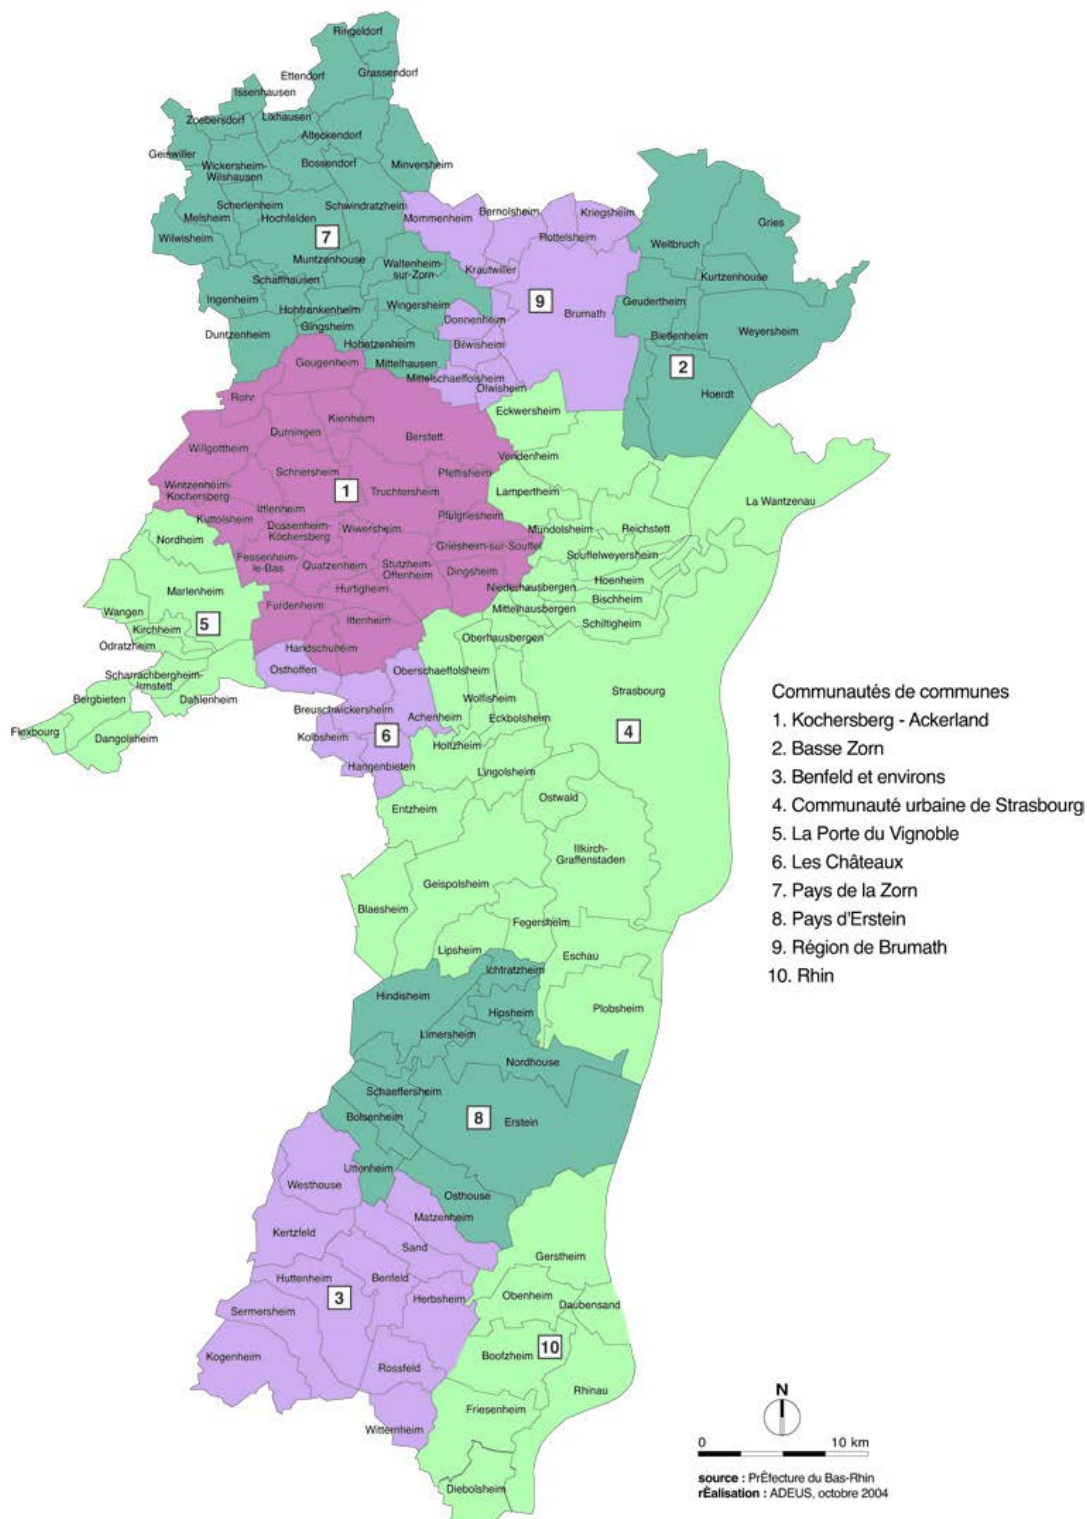 Ringeldorf
Ettendorf
Grassendorf
Issenhausen
Zoebersdorf
Lixhausen
Alteckendorf
Geiswiller
Wickersheim-
Wilshausen
Bossendorf
Minversheim
Scherlenheim
Schwindratzheim
Melsheim
Hochfelden
Wilwisheim
7
Muntzenhouse
Waltenheim-
sur-Zorn
Schaffhausen
Ingenheim
Hohfrankenheim
Wingersheim
Gingsheim
Duntzenheim
Hohatzenheim
Mittelhausen
Mommenheim
Bernolsheim
Kriegsheim
Rottelsheim
Krautwiller
9
Brumath
Donnenheim
Bilwisheim
Mittelschaeffolsheim
Olwisheim
Gries
Weitbruch
Kurtzenhouse
Geudertheim
Weyersheim
Bietlenheim
2
Hoerdt
Gougenheim
Rohr
Kienheim
Durningen
Berstett
Willgottheim
Schnersheim
Pfettisheim
Wintzenheim-
Kochersberg
1
Truchtersheim
Ittlenheim
Pfulgriesheim
Kuttolsheim
Dossenheim-
Kochersberg
Wiwersheim
Griesheim-sur-Souffel
Fessenheim-
le-Bas
Quatzenheim
Stutzheim-
Offenheim
Dingsheim
Hurtigheim
Furdenheim
Ittenheim
Handschuheim
Eckwersheim
Vendenheim
Lampertheim
La Wantzenau
Mundolsheim
Reichstett
Souffelweyersheim
Hoenheim
Niederhausbergen
Bischheim
Mittelhausbergen
Schiltigheim
Oberhausbergen
Nordheim
Marlenheim
Wangen
5
Kirchheim
Odratzheim
Scharrachbergheim-
Irmstett
Dahlenheim
Bergbieten
Flexbourg
Dangolsheim
Osthoffen
Oberschaeffolsheim
Breuschwickersheim
Achenheim
Kolbsheim
6
Hangenbieten
Strasbourg
Wolfisheim
Eckbolsheim
4
Holtzheim
Lingolsheim
Ostwald
Entzheim
Illkirch-
Graffenstaden
Geispolsheim
Blaesheim
Fegersheim
Lipsheim
Eschau
Plobsheim
Ichtratzheim
Hindisheim
Hipsheim
Limersheim
Nordhouse
Schaeffersheim
Bolsenheim
8
Erstein
Uttenheim
Osthouse
Westhouse
Matzenheim
Kertzfeld
Sand
Huttenheim
Benfeld
3
Herbsheim
Sermersheim
Kogenheim
Rossfeld
Witternheim
Gerstheim
Obenheim
Daubensand
Boofzheim
10
Rhinau
Friesenheim
Diebolsheim
Communautés de communes
1. Kochersberg - Ackerland
2. Basse Zorn
3. Benfeld et environs
4. Communauté urbaine de Strasbourg
5. La Porte du Vignoble
6. Les Châteaux
7. Pays de la Zorn
8. Pays d'Erstein
9. Région de Brumath
10. Rhin
N
0 10 km
source : PrÈfecture du Bas-Rhin
rÈalisation : ADEUS, octobre 2004